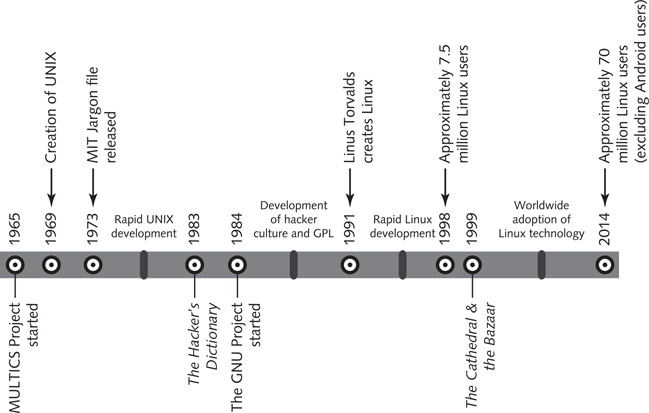 1965
MULTICS Project
started
1969
Creation of UNIX
1973
MIT Jargon file
released
Rapid UNIX
development
1983
The Hacker's
Dictionary
1984
The GNU Project
started
Development
of hacker
culture and GPL
1991
Linus Torvalds
creates Linux
Rapid Linux
development
1998
Approximately 7.5
million Linux users
1999
The Cathedral &
the Bazaar
Worldwide
adoption of
Linux technology
2014
Approximately 70
million Linux users
(excluding Android users)